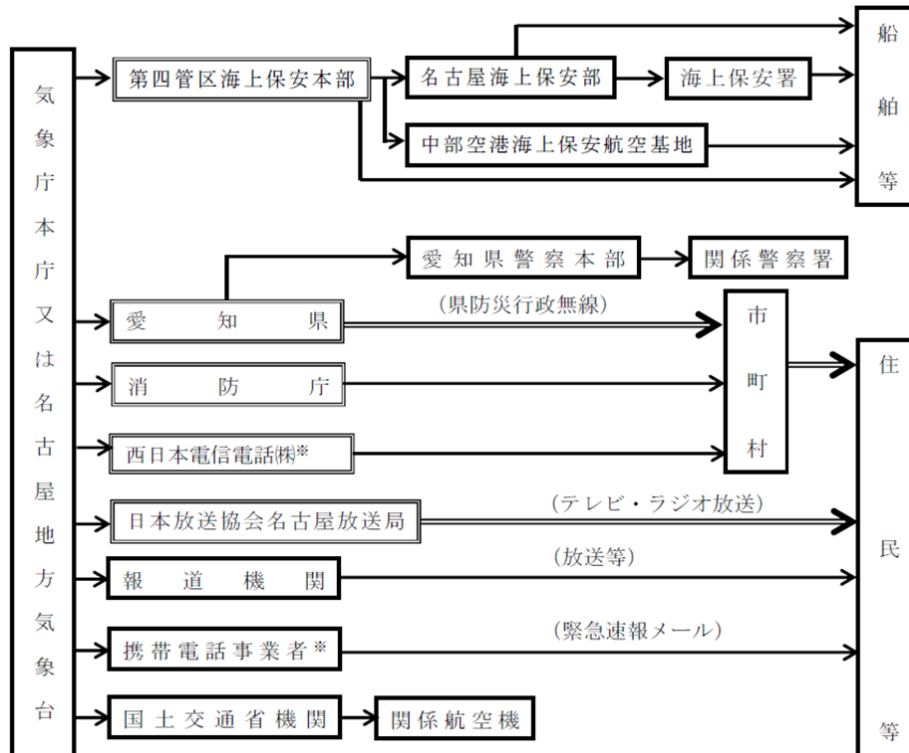 気象庁本庁又は名古屋地方気象台
第四管区海上保安本部
名古屋海上保安部
海上保安署
船舶等
中部空港海上保安航空基地
愛知県警察本部
関係警察署
愛知県
(県防災行政無線)
市町村
消防庁
西日本電信電話㈱※
住民等
日本放送協会名古屋放送局
(テレビ・ラジオ放送)
報道機関
(放送等)
携帯電話事業者※
(緊急速報メール)
国土交通省機関
関係航空機